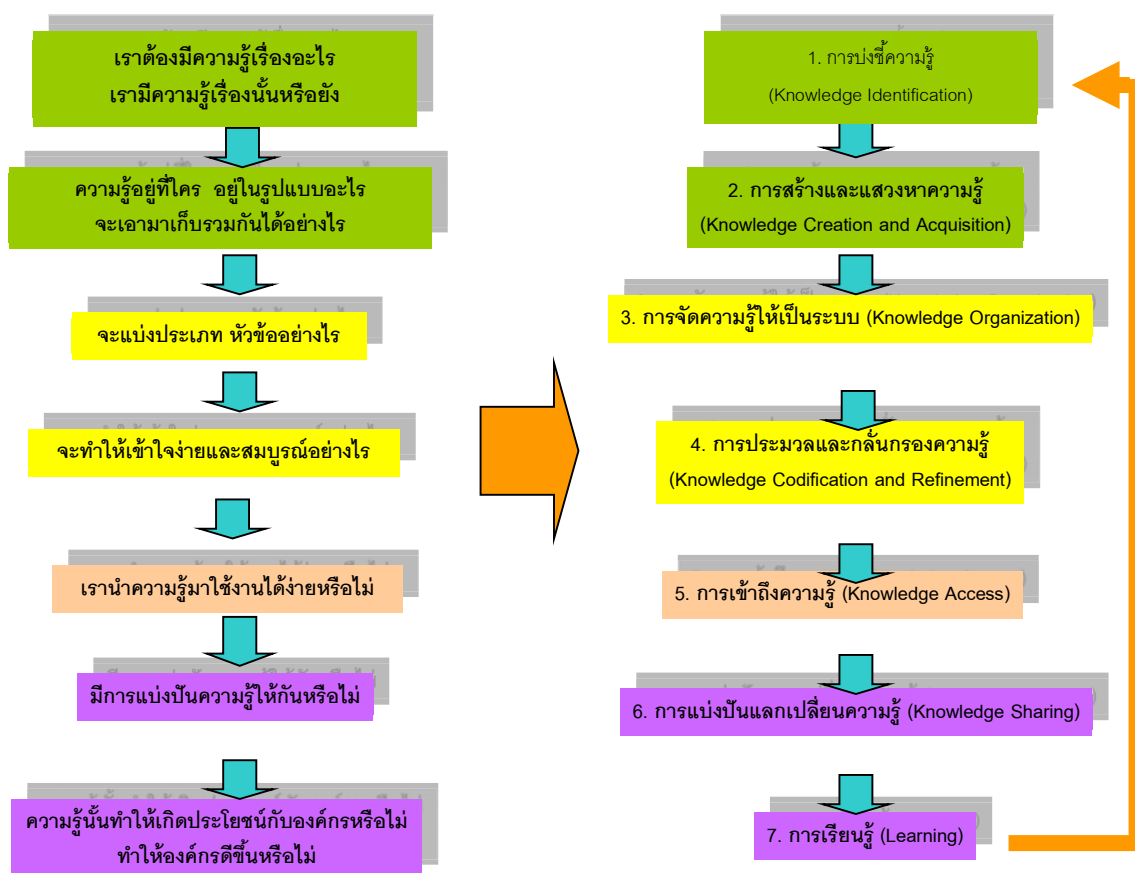 เราต้องมีความรู้เรื่องอะไร
เรามีความรู้เรื่องนั้นหรือยัง
ความรู้อยู่ที่ใคร อยู่ในรูปแบบอะไร
จะเอามาเก็บรวมกันได้อย่างไร
จะแบ่งประเภท หัวข้ออย่างไร
จะทำให้เข้าใจง่ายและสมบูรณ์อย่างไร
เรานำความรู้มาใช้งานได้ง่ายหรือไม่
มีการแบ่งปันความรู้ให้กันหรือไม่
ความรู้นั้นทำให้เกิดประโยชน์กับองค์กรหรือไม่
ทำให้องค์กรดีขึ้นหรือไม่
1. การบ่งชี้ความรู้
(Knowledge Identification)
2. การสร้างและแสวงหาความรู้
(Knowledge Creation and Acquisition)
3. การจัดความรู้ให้เป็นระบบ (Knowledge Organization)
4. การประมวลและกลั่นกรองความรู้
(Knowledge Codification and Refinement)
5. การเข้าถึงความรู้ (Knowledge Access)
6. การแบ่งปันแลกเปลี่ยนความรู้ (Knowledge Sharing)
7. การเรียนรู้ (Learning)